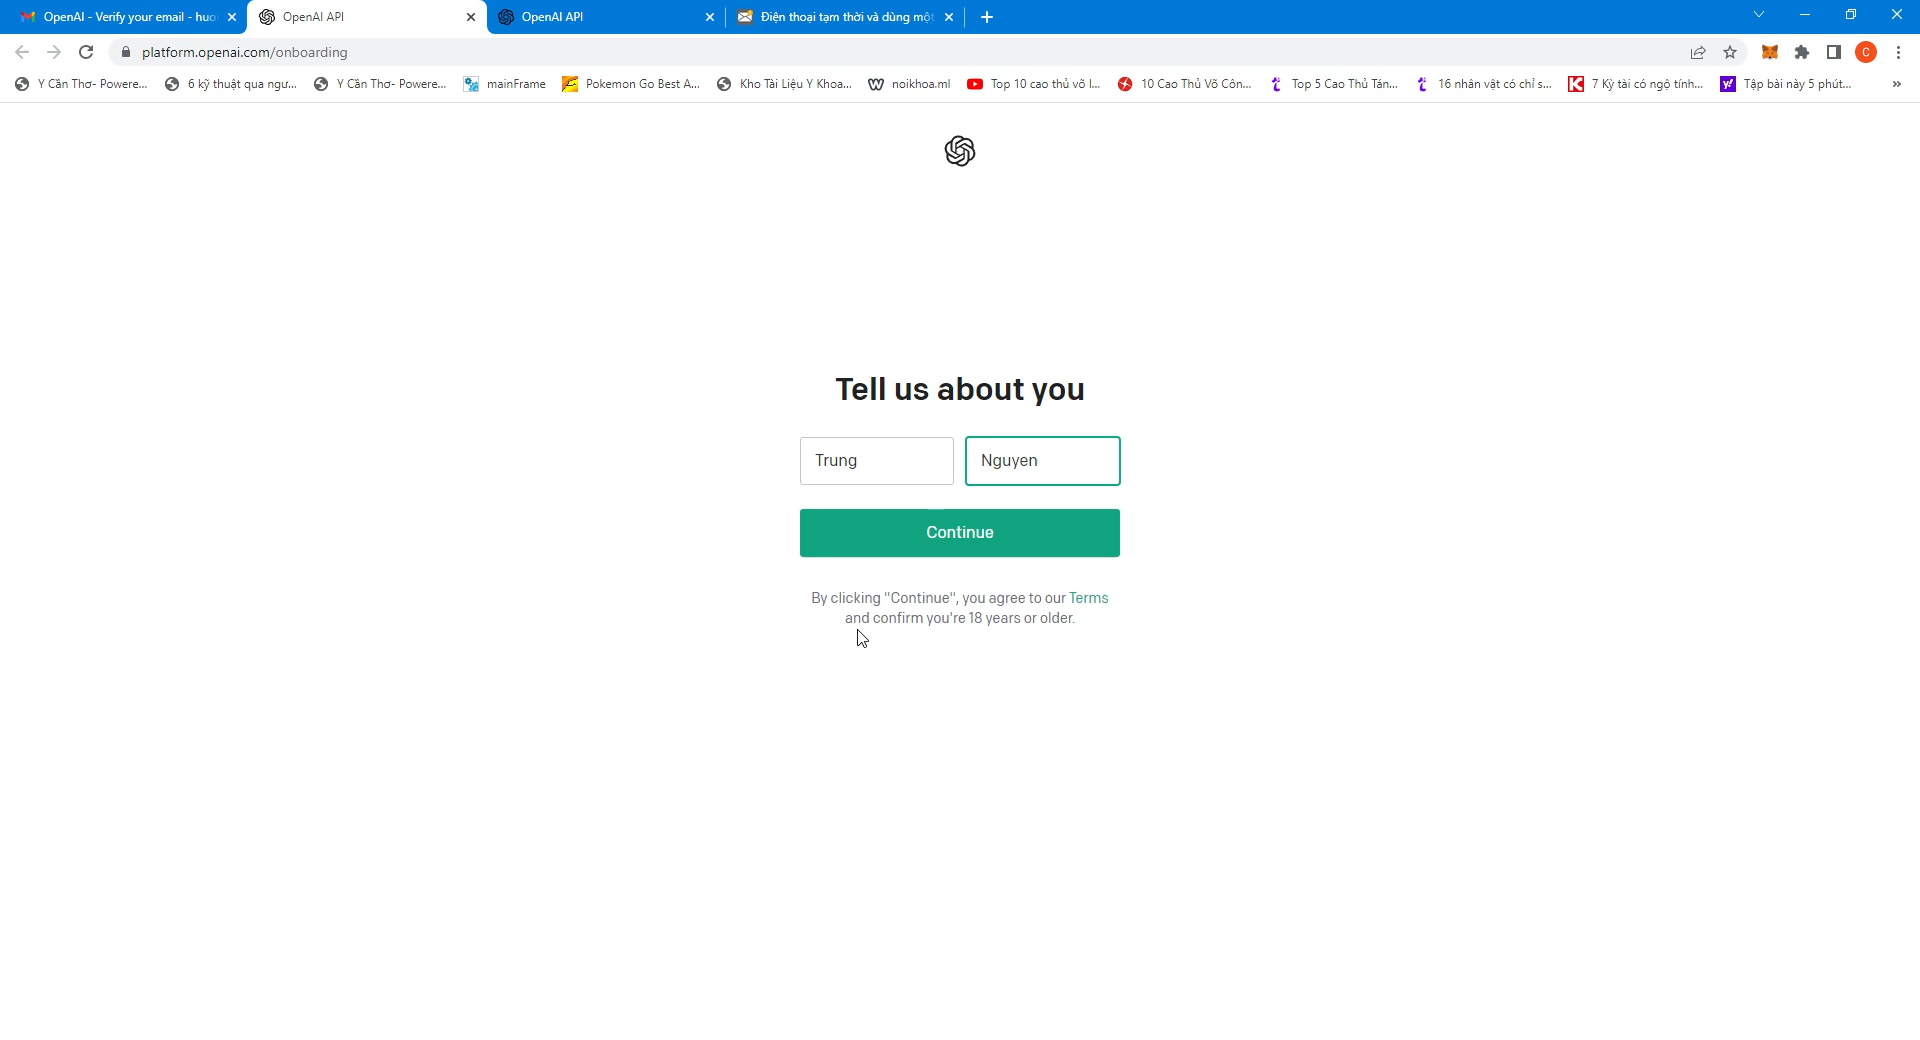 OpenAI - Verify your email - huo
OpenAI API
OpenAI API
Điện thoại tạm thời và dùng một
platform.openai.com/onboarding
C
Y Cần Thơ- Powere...
6 kỹ thuật qua ngư...
Y Cần Thơ- Powere...
mainFrame
Pokemon Go Best A...
Kho Tài Liệu Y Khoa...
noikhoa.ml
Top 10 cao thủ võ l...
10 Cao Thủ Võ Côn...
Top 5 Cao Thủ Tán...
16 nhân vật có chỉ s...
7 Kỳ tài có ngộ tính...
Tập bài này 5 phút...
Tell us about you
Trung
Nguyen
Continue
By clicking "Continue", you agree to our Terms
and confirm you're 18 years or older.